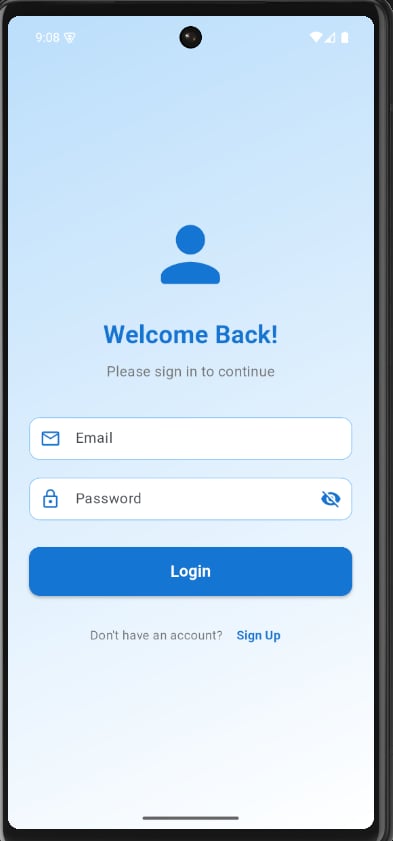 9:08
Welcome Back!
Please sign in to continue
Email
Password
Login
Don't have an account? Sign Up